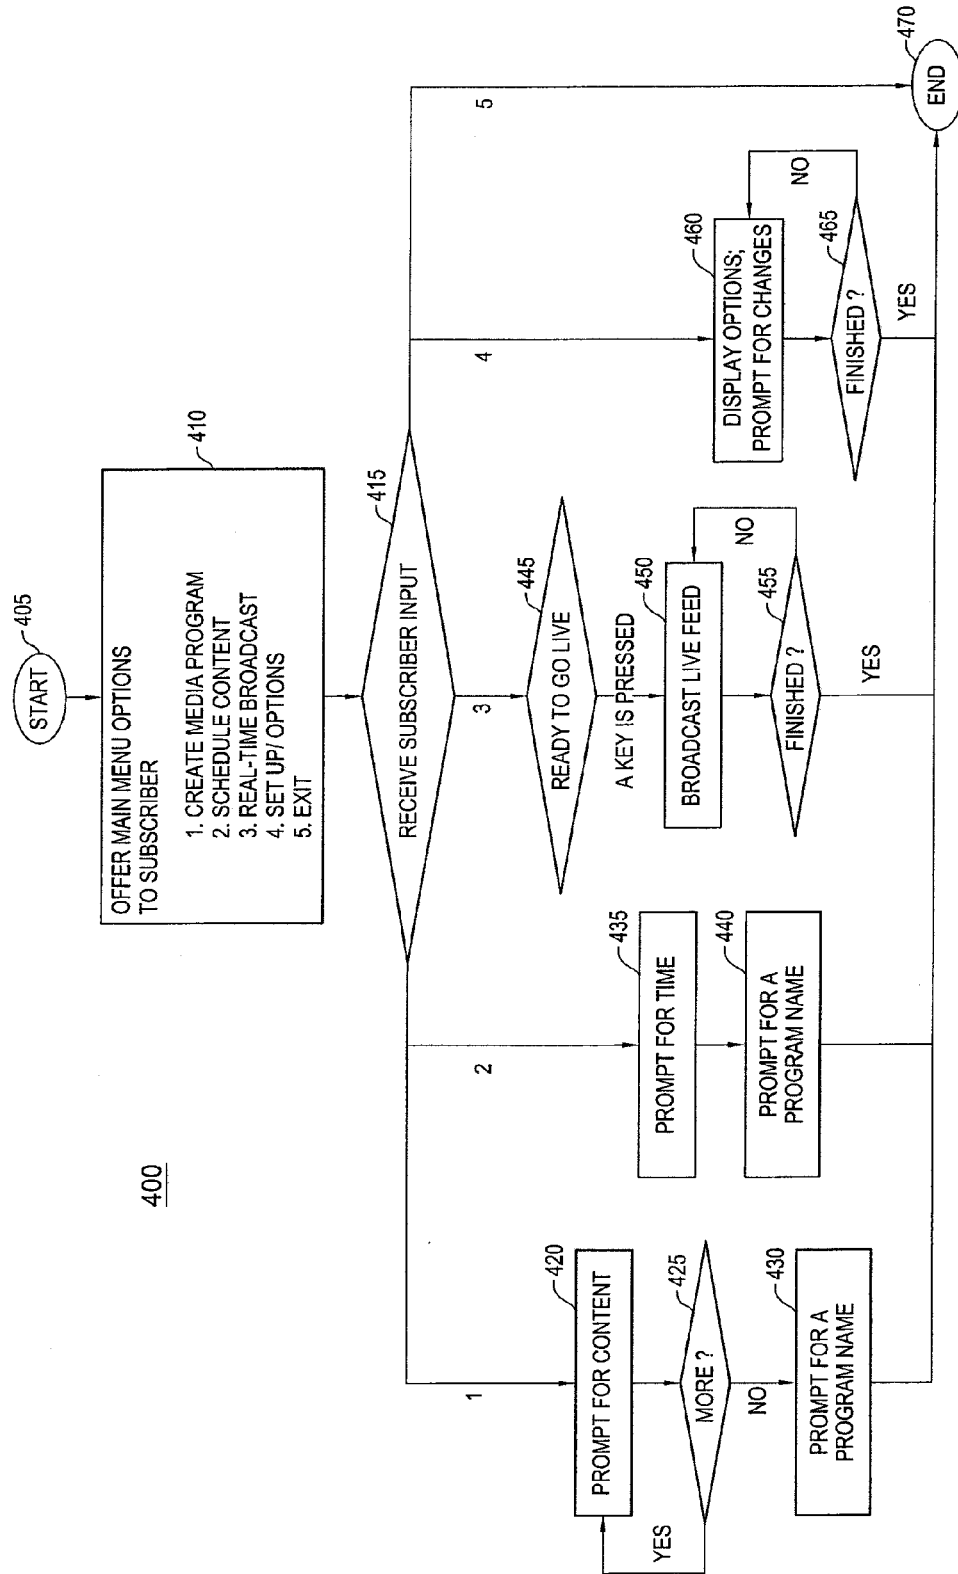 400
START
405
OFFER MAIN MENU OPTIONS
TO SUBSCRIBER
1. CREATE MEDIA PROGRAM
2. SCHEDULE CONTENT
3. REAL-TIME BROADCAST
4. SET UP/ OPTIONS
5. EXIT
410
RECEIVE SUBSCRIBER INPUT
415
1
PROMPT FOR CONTENT
420
MORE ?
425
YES
NO
PROMPT FOR A
PROGRAM NAME
430
2
PROMPT FOR TIME
435
PROMPT FOR A
PROGRAM NAME
440
3
READY TO GO LIVE
445
A KEY IS PRESSED
BROADCAST LIVE FEED
450
NO
FINISHED ?
455
YES
4
DISPLAY OPTIONS;
PROMPT FOR CHANGES
460
NO
FINISHED ?
465
YES
5
END
470